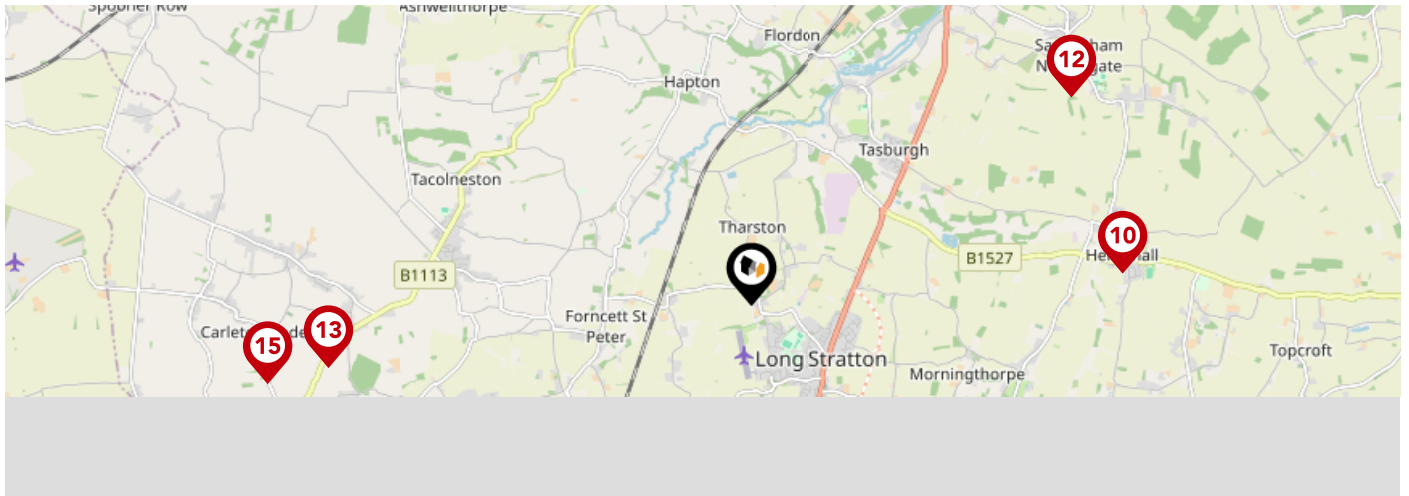 Spooner Row
Ashwellthorpe
Flordon
12
Hapton
Tasburgh
Tacolneston
Tharston
10
B1527
B1113
Forncett St
Peter
13
15
Long Stratton
Topcroft
Morningthorpe